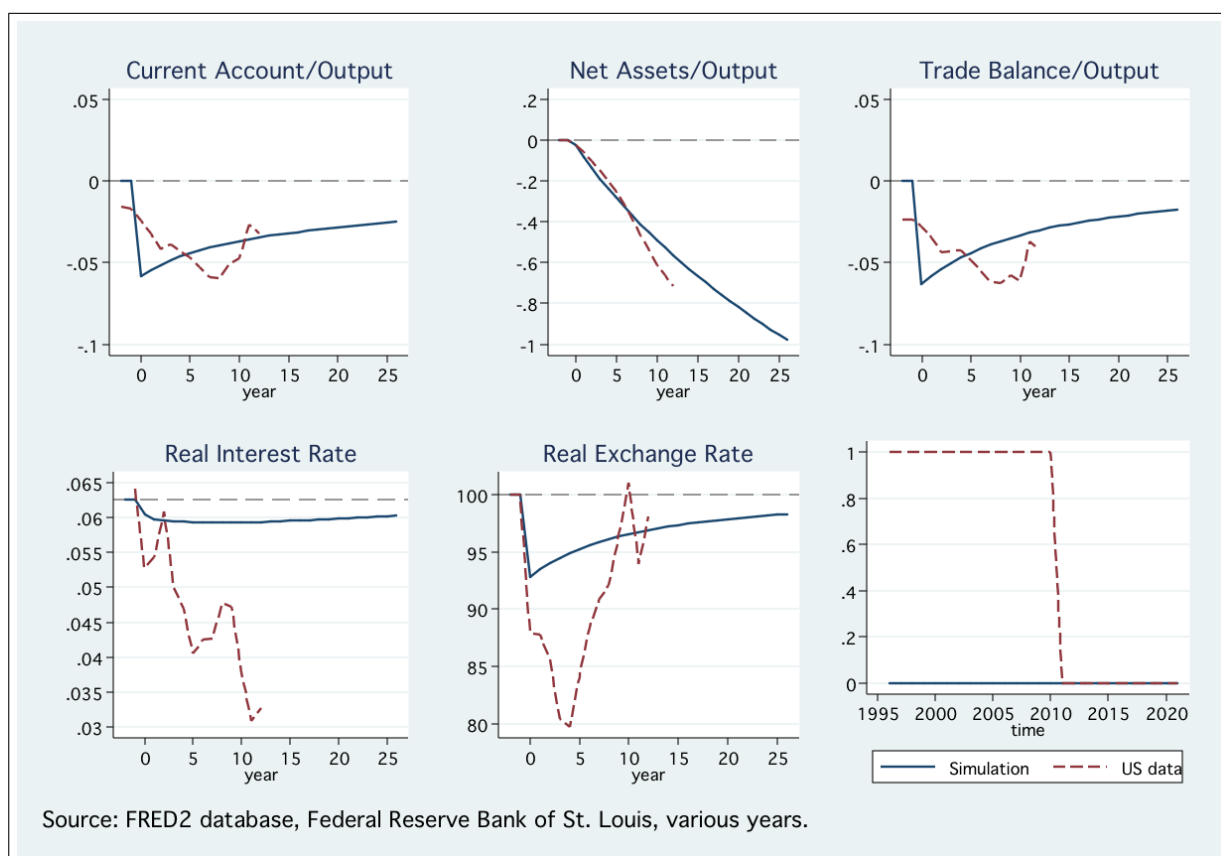 Current Account/Output
.05
0
-.05
-.1
0 5 10 15 20 25
year
Net Assets/Output
.2
0
-.2
-.4
-.6
-.8
-1
0 5 10 15 20 25
year
Trade Balance/Output
.05
0
-.05
-.1
0 5 10 15 20 25
year
Real Interest Rate
.065
.06
.055
.05
.045
.04
.035
.03
0 5 10 15 20 25
year
Real Exchange Rate
100
95
90
85
80
0 5 10 15 20 25
year
1
.8
.6
.4
.2
0
1995 2000 2005 2010 2015 2020
time
Simulation US data
Source: FRED2 database, Federal Reserve Bank of St. Louis, various years.